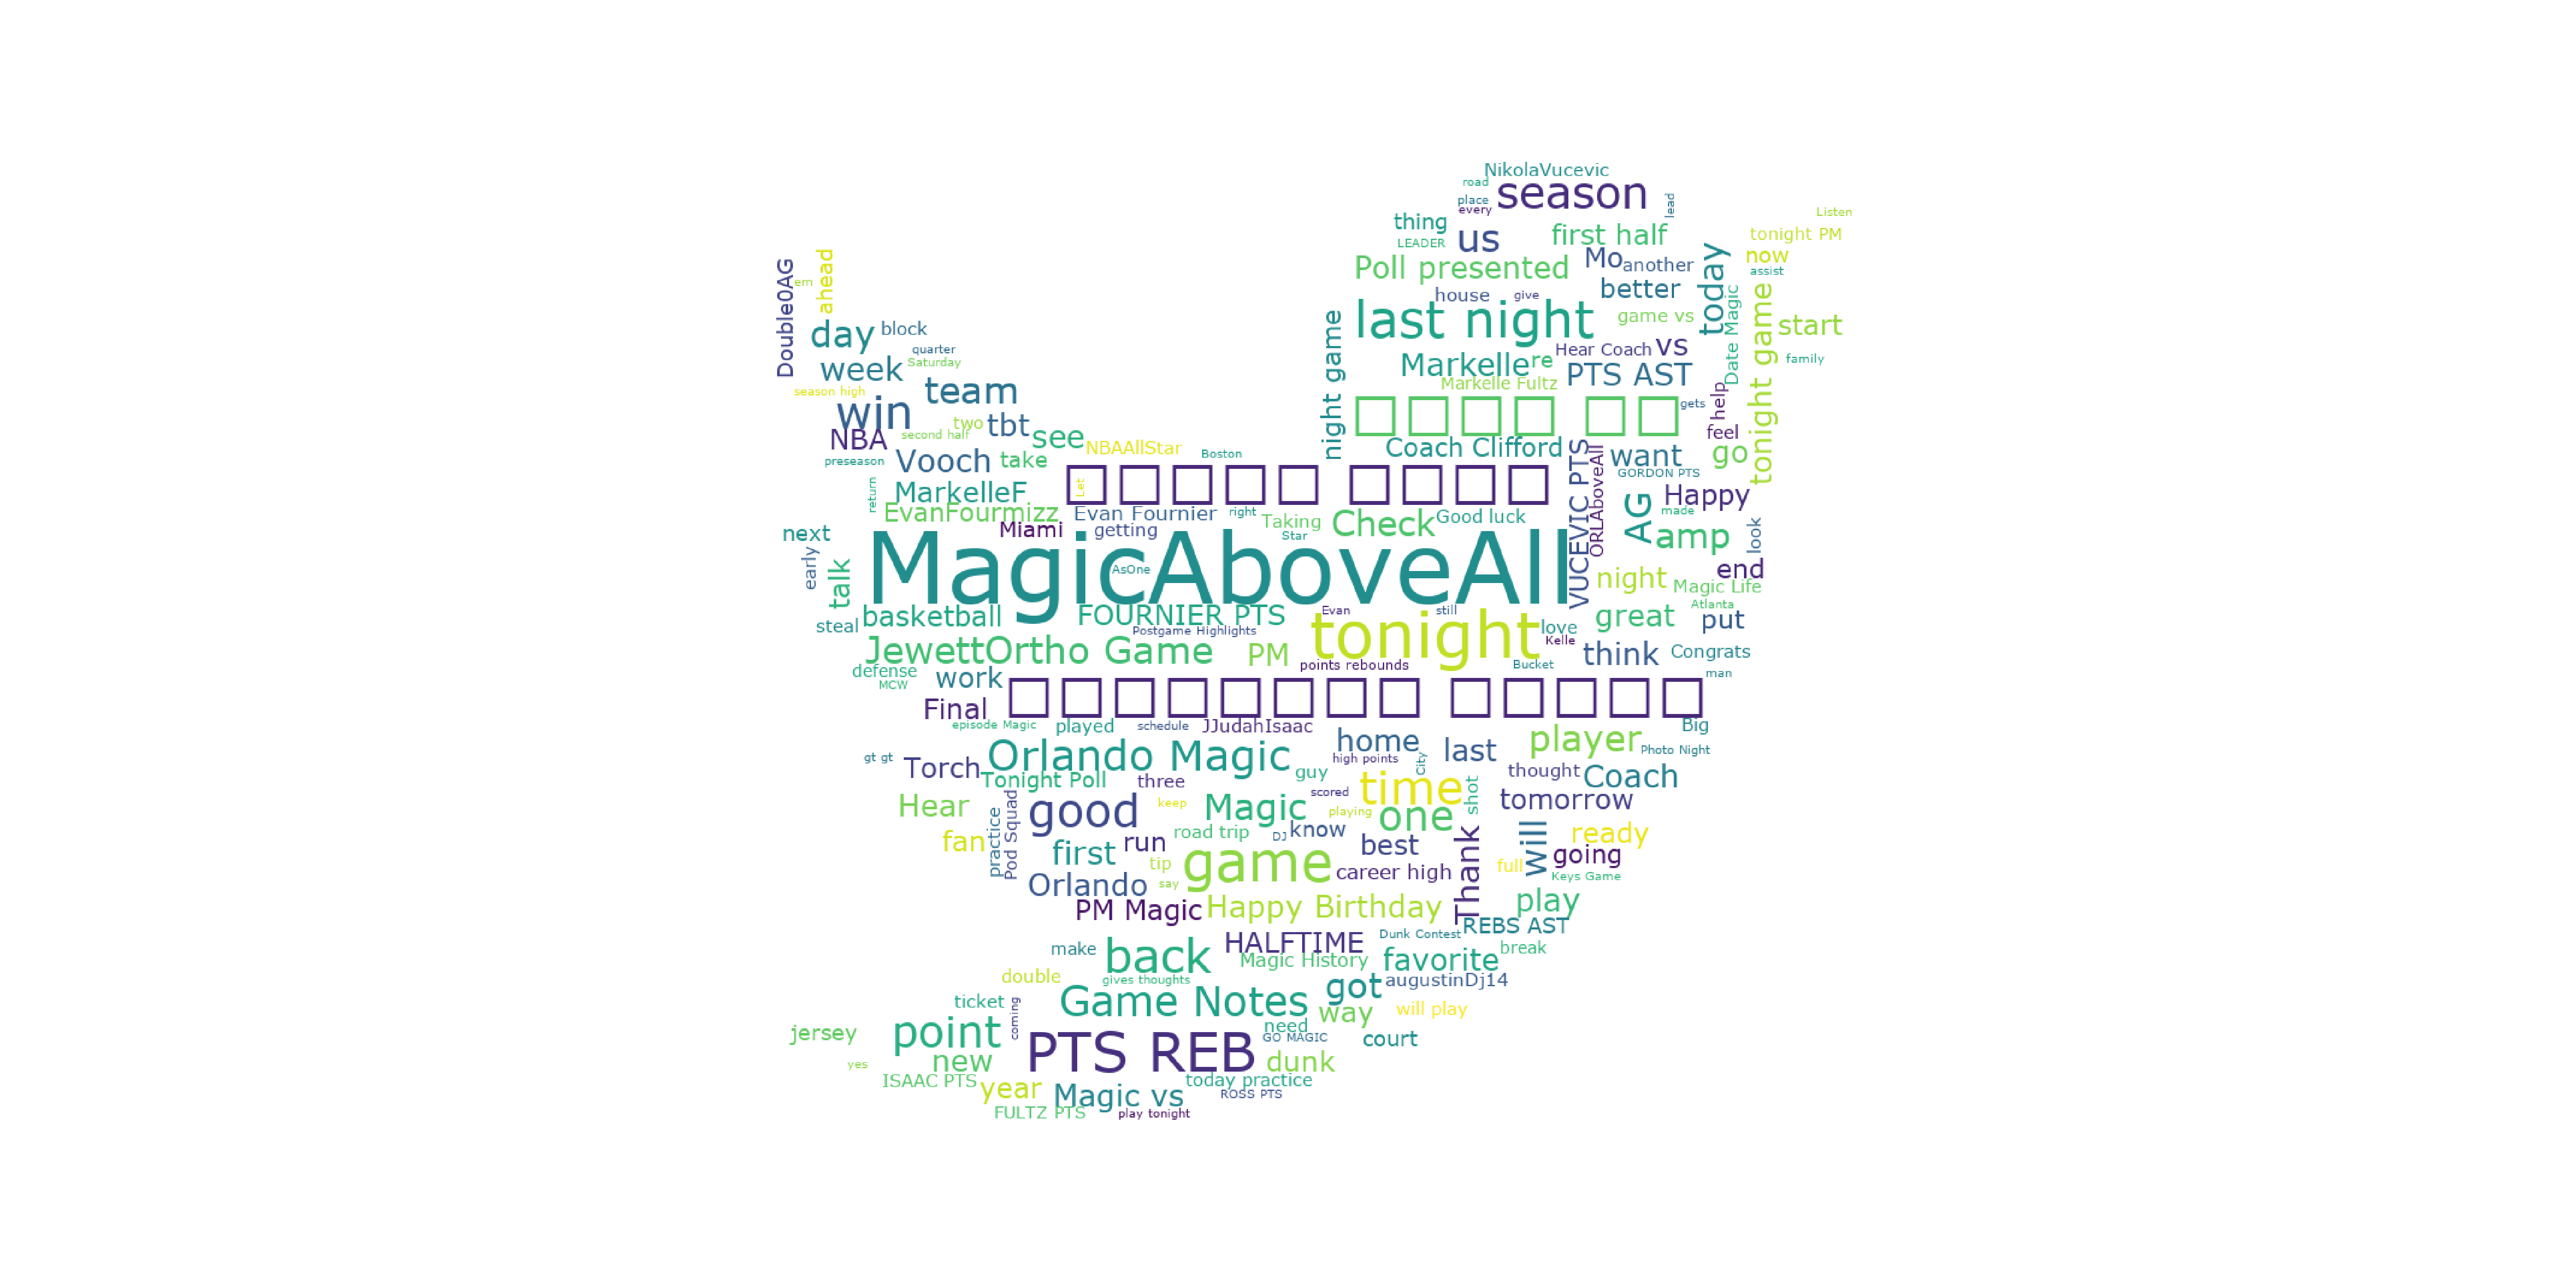 NikolaVucevic
road
season
place
every
lead
Listen
thing
us
first half
tonight PM
LEADER
Mo
another
today
now
Double0AG
em
ahead
Poll presented
assist
house
give
better
Date Magic
tonight game
day
block
last night
game vs
start
night game
quarter
week
Saturday
Markelle
re
Hear Coach
vs
family
season high
team
Markelle Fultz
PTS AST
help
win
two
tbt
□□□□ □□
gets
NBA
second half
see
NBAAllStar
Boston
Coach Clifford
feel
preseason
Vooch
take
VUCEVIC PTS
ORLAboveAll
want
go
return
MarkelleF
□□□□□ □□□□
Let
GORDON PTS
AG
Happy
EvanFourmizz
Evan Fournier
right
Taking
Check
Good luck
made
look
next
Miami
getting
Star
amp
early
talk
MagicAboveAll
AsOne
night
end
Magic Life
steal
basketball
FOURNIER PTS
Evan
tonight
still
great
Atlanta
put
Postgame Highlights
love
Kelle
JewettOrtho Game
PM
points rebounds
Bucket
think
Congrats
defense
MCW
work
□□□□□□□□ □□□□□
man
Final
episode Magic
played
schedule
JJudahIsaac
Big
gt gt
Torch
Orlando Magic
home
last
player
Photo Night
high points
City
Tonight Poll
three
guy
time
shot
thought
Coach
Hear
practice
Pod Squad
good
keep
Magic
scored
playing
one
tomorrow
fan
road trip
DJ
know
Thank
will
ready
first
run
tip
game
best
full
going
Orlando
say
career high
Keys Game
PM Magic
Happy Birthday
play
REBS AST
make
back
HALFTIME
Dunk Contest
break
double
gives thoughts
Magic History
favorite
ticket
coming
Game Notes
got
augustinDj14
jersey
point
need
way
will play
yes
new
PTS REB
GO MAGIC
dunk
court
ISAAC PTS
year
Magic vs
today practice
ROSS PTS
FULTZ PTS
play tonight